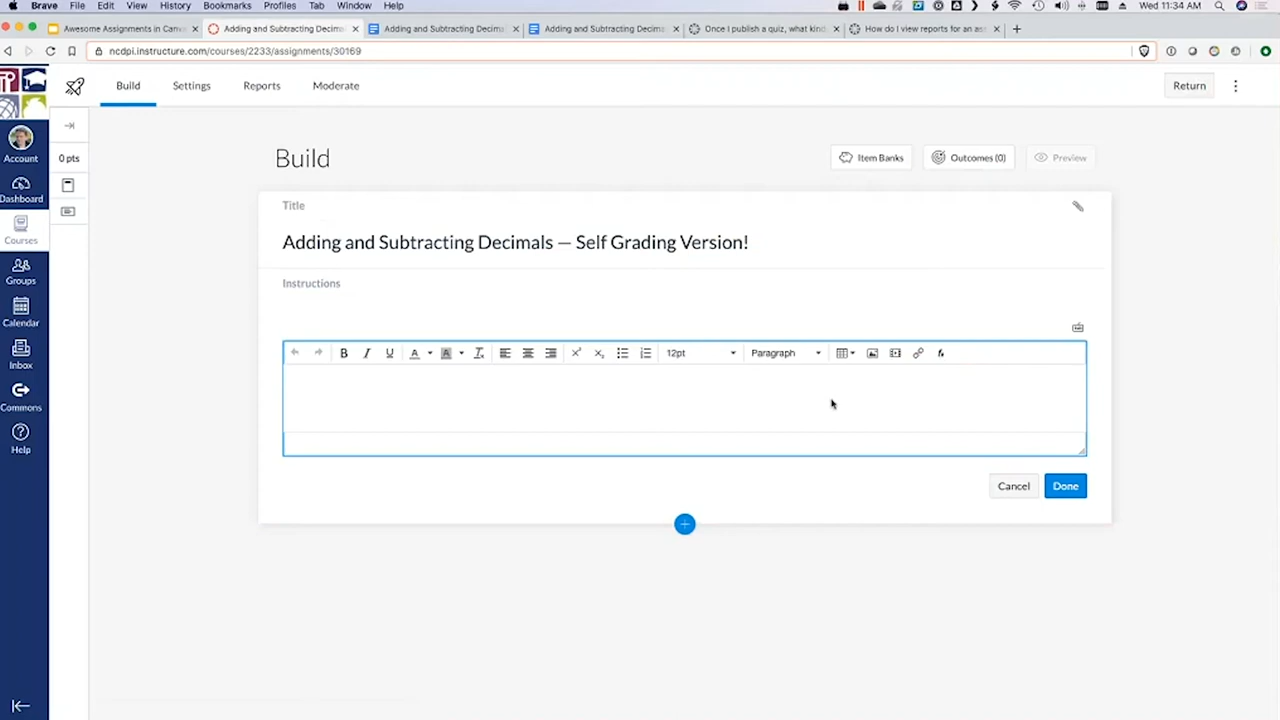 Brave File Edit View History Bookmarks Profiles Tab Window Help Wed 11:34 AM
Awesome Assignments in Canv
Adding and Subtracting Decim
Adding and Subtracting Decim
Adding and Subtracting Decim
Once I publish a quiz, what kin
How do I view reports for an as
ncdpi.instructure.com/courses/2233/assignments/30169
Build Settings Reports Moderate Return
0 pts
Account
Dashboard
Courses
Groups
Calendar
Inbox
Commons
Help
Build
Item Banks Outcomes (0) Preview
Title
Adding and Subtracting Decimals — Self Grading Version!
Instructions
B I U A A 12pt Paragraph
Cancel Done